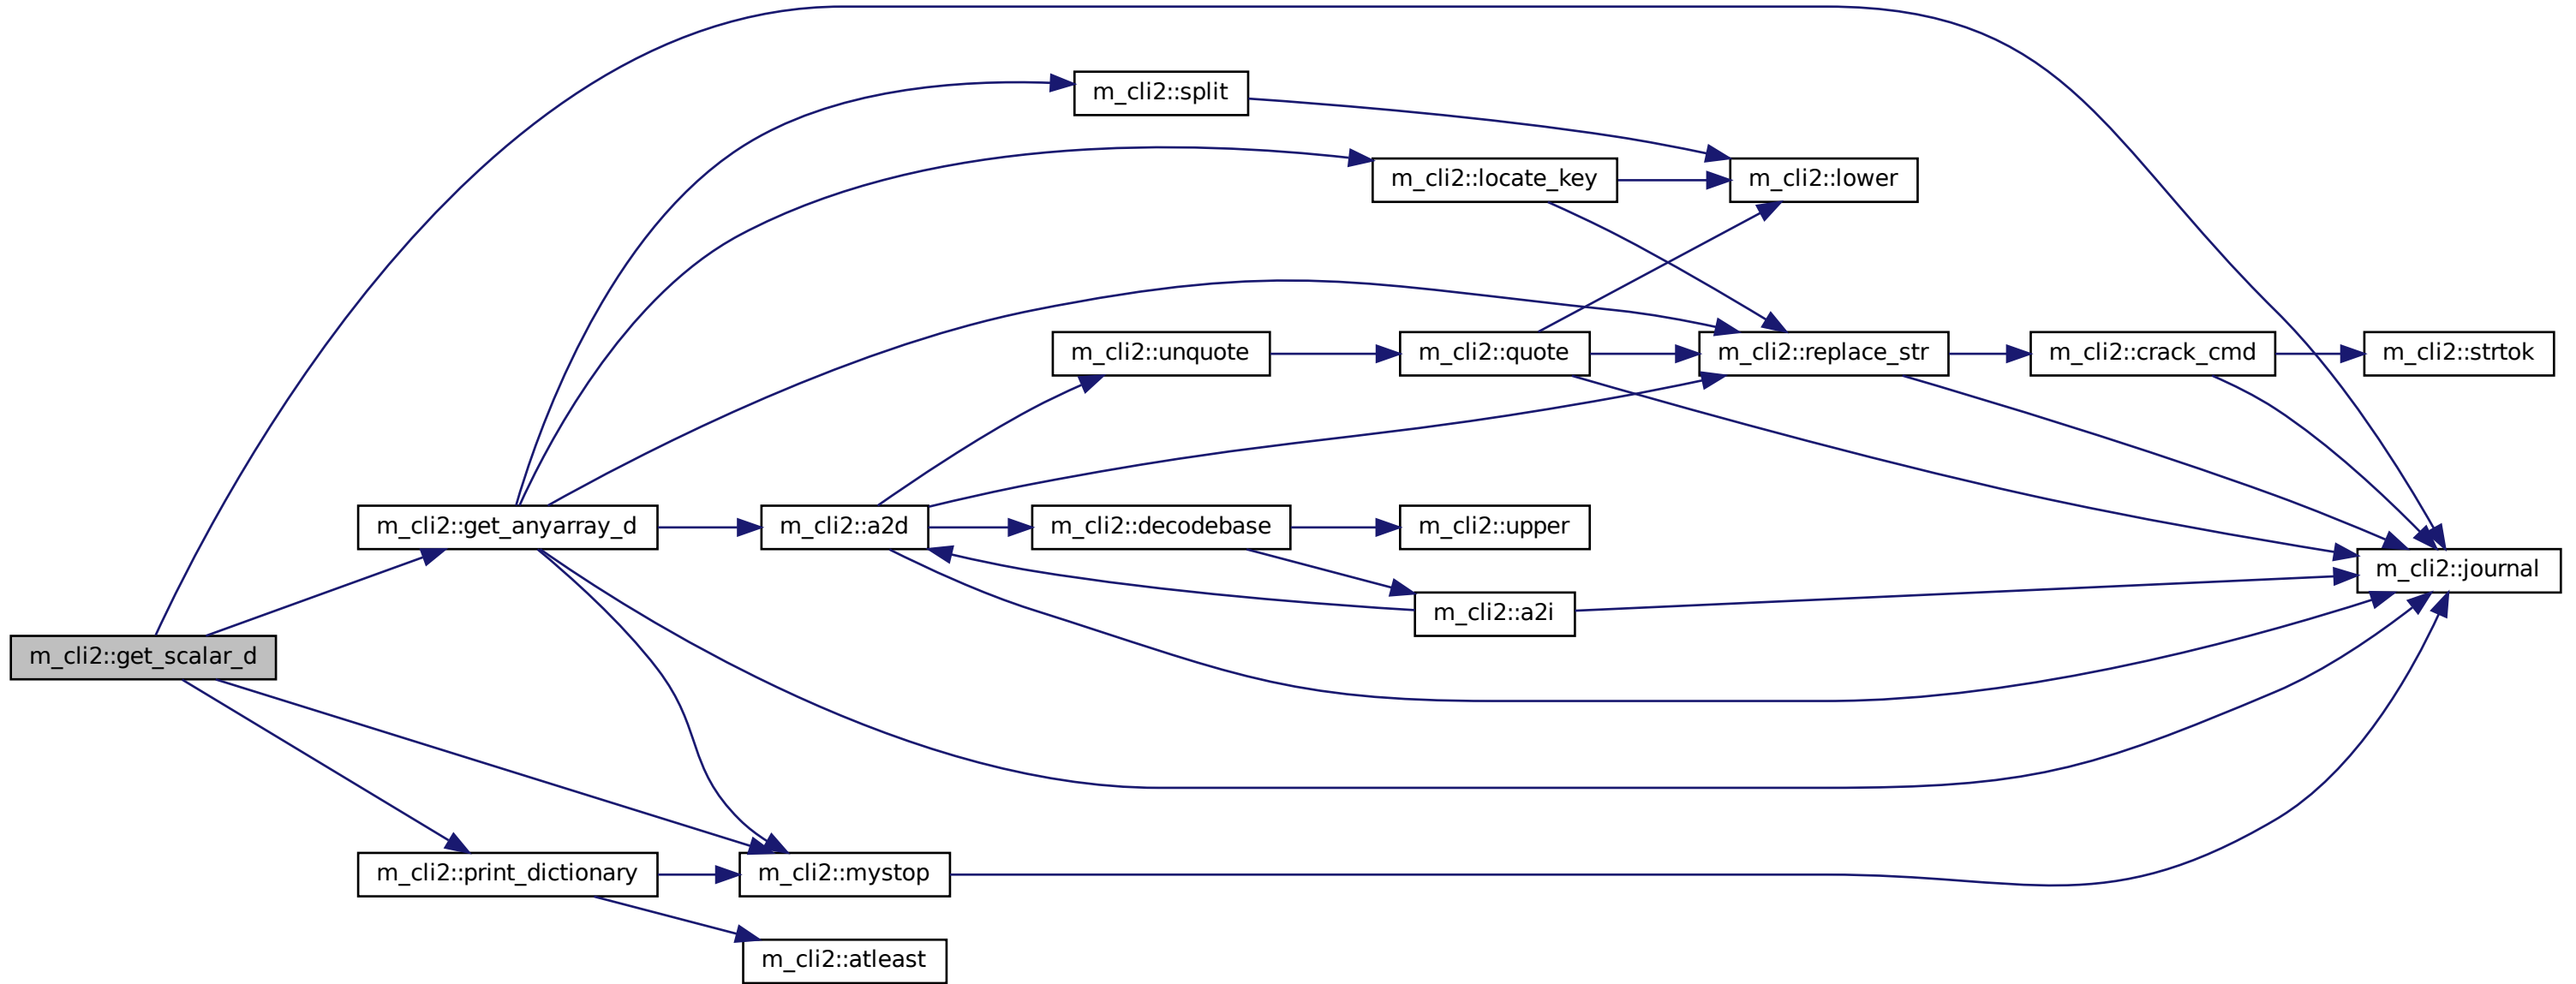 m_cli2::split
m_cli2::locate_key
m_cli2::lower
m_cli2::unquote
m_cli2::quote
m_cli2::replace_str
m_cli2::crack_cmd
m_cli2::strtok
m_cli2::get_anyarray_d
m_cli2::a2d
m_cli2::decodebase
m_cli2::upper
m_cli2::journal
m_cli2::a2i
m_cli2::get_scalar_d
m_cli2::print_dictionary
m_cli2::mystop
m_cli2::atleast